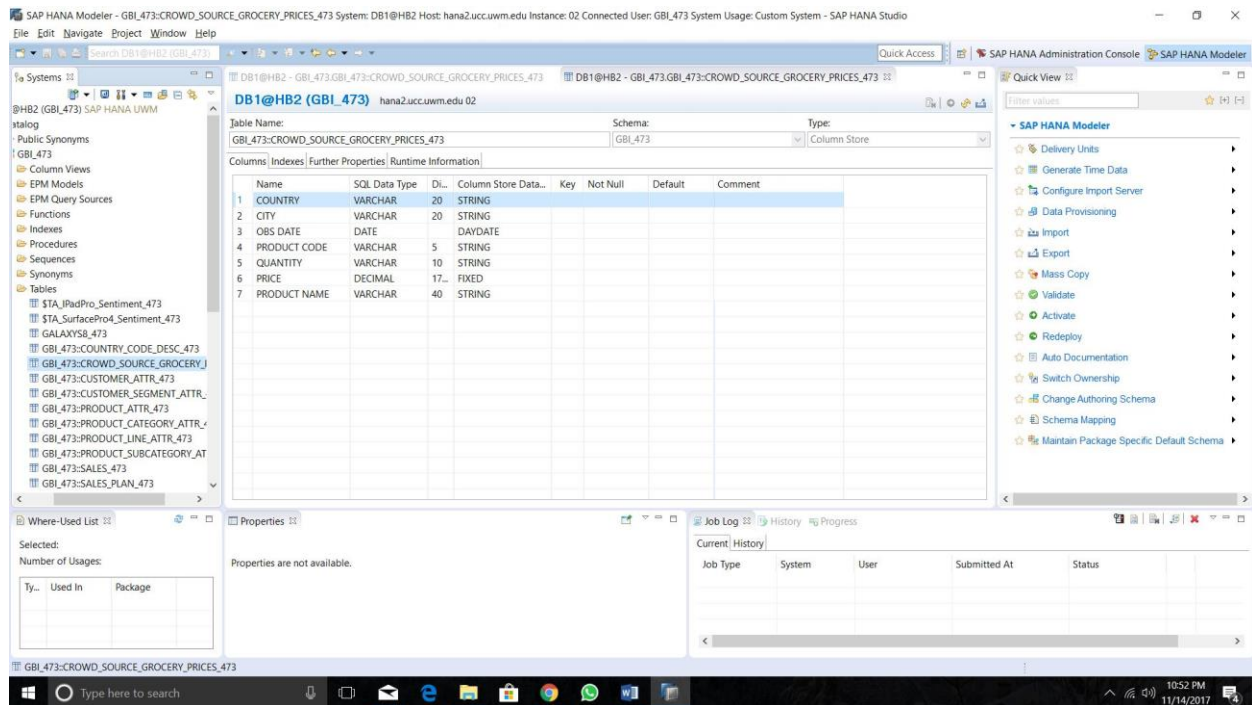 SAP HANA Modeler - GBI_473::CROWD_SOURCE_GROCERY_PRICES_473 System: DB1@HB2 Host: hana2.ucc.uwm.edu Instance: 02 Connected User: GBI_473 System Usage: Custom System - SAP HANA Studio
File Edit Navigate Project Window Help
Search DB1@HB2 (GBI_473)
Quick Access
SAP HANA Administration Console
SAP HANA Modeler
Systems
@HB2 (GBI_473) SAP HANA UWM
atalog
Public Synonyms
GBI_473
Column Views
EPM Models
EPM Query Sources
Functions
Indexes
Procedures
Sequences
Synonyms
Tables
$TA_IPadPro_Sentiment_473
$TA_SurfacePro4_Sentiment_473
GALAXYS8_473
GBI_473::COUNTRY_CODE_DESC_473
GBI_473::CROWD_SOURCE_GROCERY_
GBI_473::CUSTOMER_ATTR_473
GBI_473::CUSTOMER_SEGMENT_ATTR_
GBI_473::PRODUCT_ATTR_473
GBI_473::PRODUCT_CATEGORY_ATTR_
GBI_473::PRODUCT_LINE_ATTR_473
GBI_473::PRODUCT_SUBCATEGORY_AT
GBI_473::SALES_473
GBI_473::SALES_PLAN_473
DB1@HB2 - GBI_473.GBI_473::CROWD_SOURCE_GROCERY_PRICES_473
DB1@HB2 - GBI_473.GBI_473::CROWD_SOURCE_GROCERY_PRICES_473
DB1@HB2 (GBI_473) hana2.ucc.uwm.edu 02
Table Name: Schema: Type:
GBI_473::CROWD_SOURCE_GROCERY_PRICES_473 GBI_473 Column Store
Columns Indexes Further Properties Runtime Information
Name SQL Data Type Di... Column Store Data... Key Not Null Default Comment
1 COUNTRY VARCHAR 20 STRING
2 CITY VARCHAR 20 STRING
3 OBS DATE DATE DAYDATE
4 PRODUCT CODE VARCHAR 5 STRING
5 QUANTITY VARCHAR 10 STRING
6 PRICE DECIMAL 17... FIXED
7 PRODUCT NAME VARCHAR 40 STRING
Quick View
Filter values
SAP HANA Modeler
Delivery Units
Generate Time Data
Configure Import Server
Data Provisioning
Import
Export
Mass Copy
Validate
Activate
Redeploy
Auto Documentation
Switch Ownership
Change Authoring Schema
Schema Mapping
Maintain Package Specific Default Schema
Where-Used List
Selected:
Number of Usages:
Ty... Used In Package
Properties
Properties are not available.
Job Log History Progress
Current History
Job Type System User Submitted At Status
GBI_473::CROWD_SOURCE_GROCERY_PRICES_473
Type here to search
10:52 PM
11/14/2017